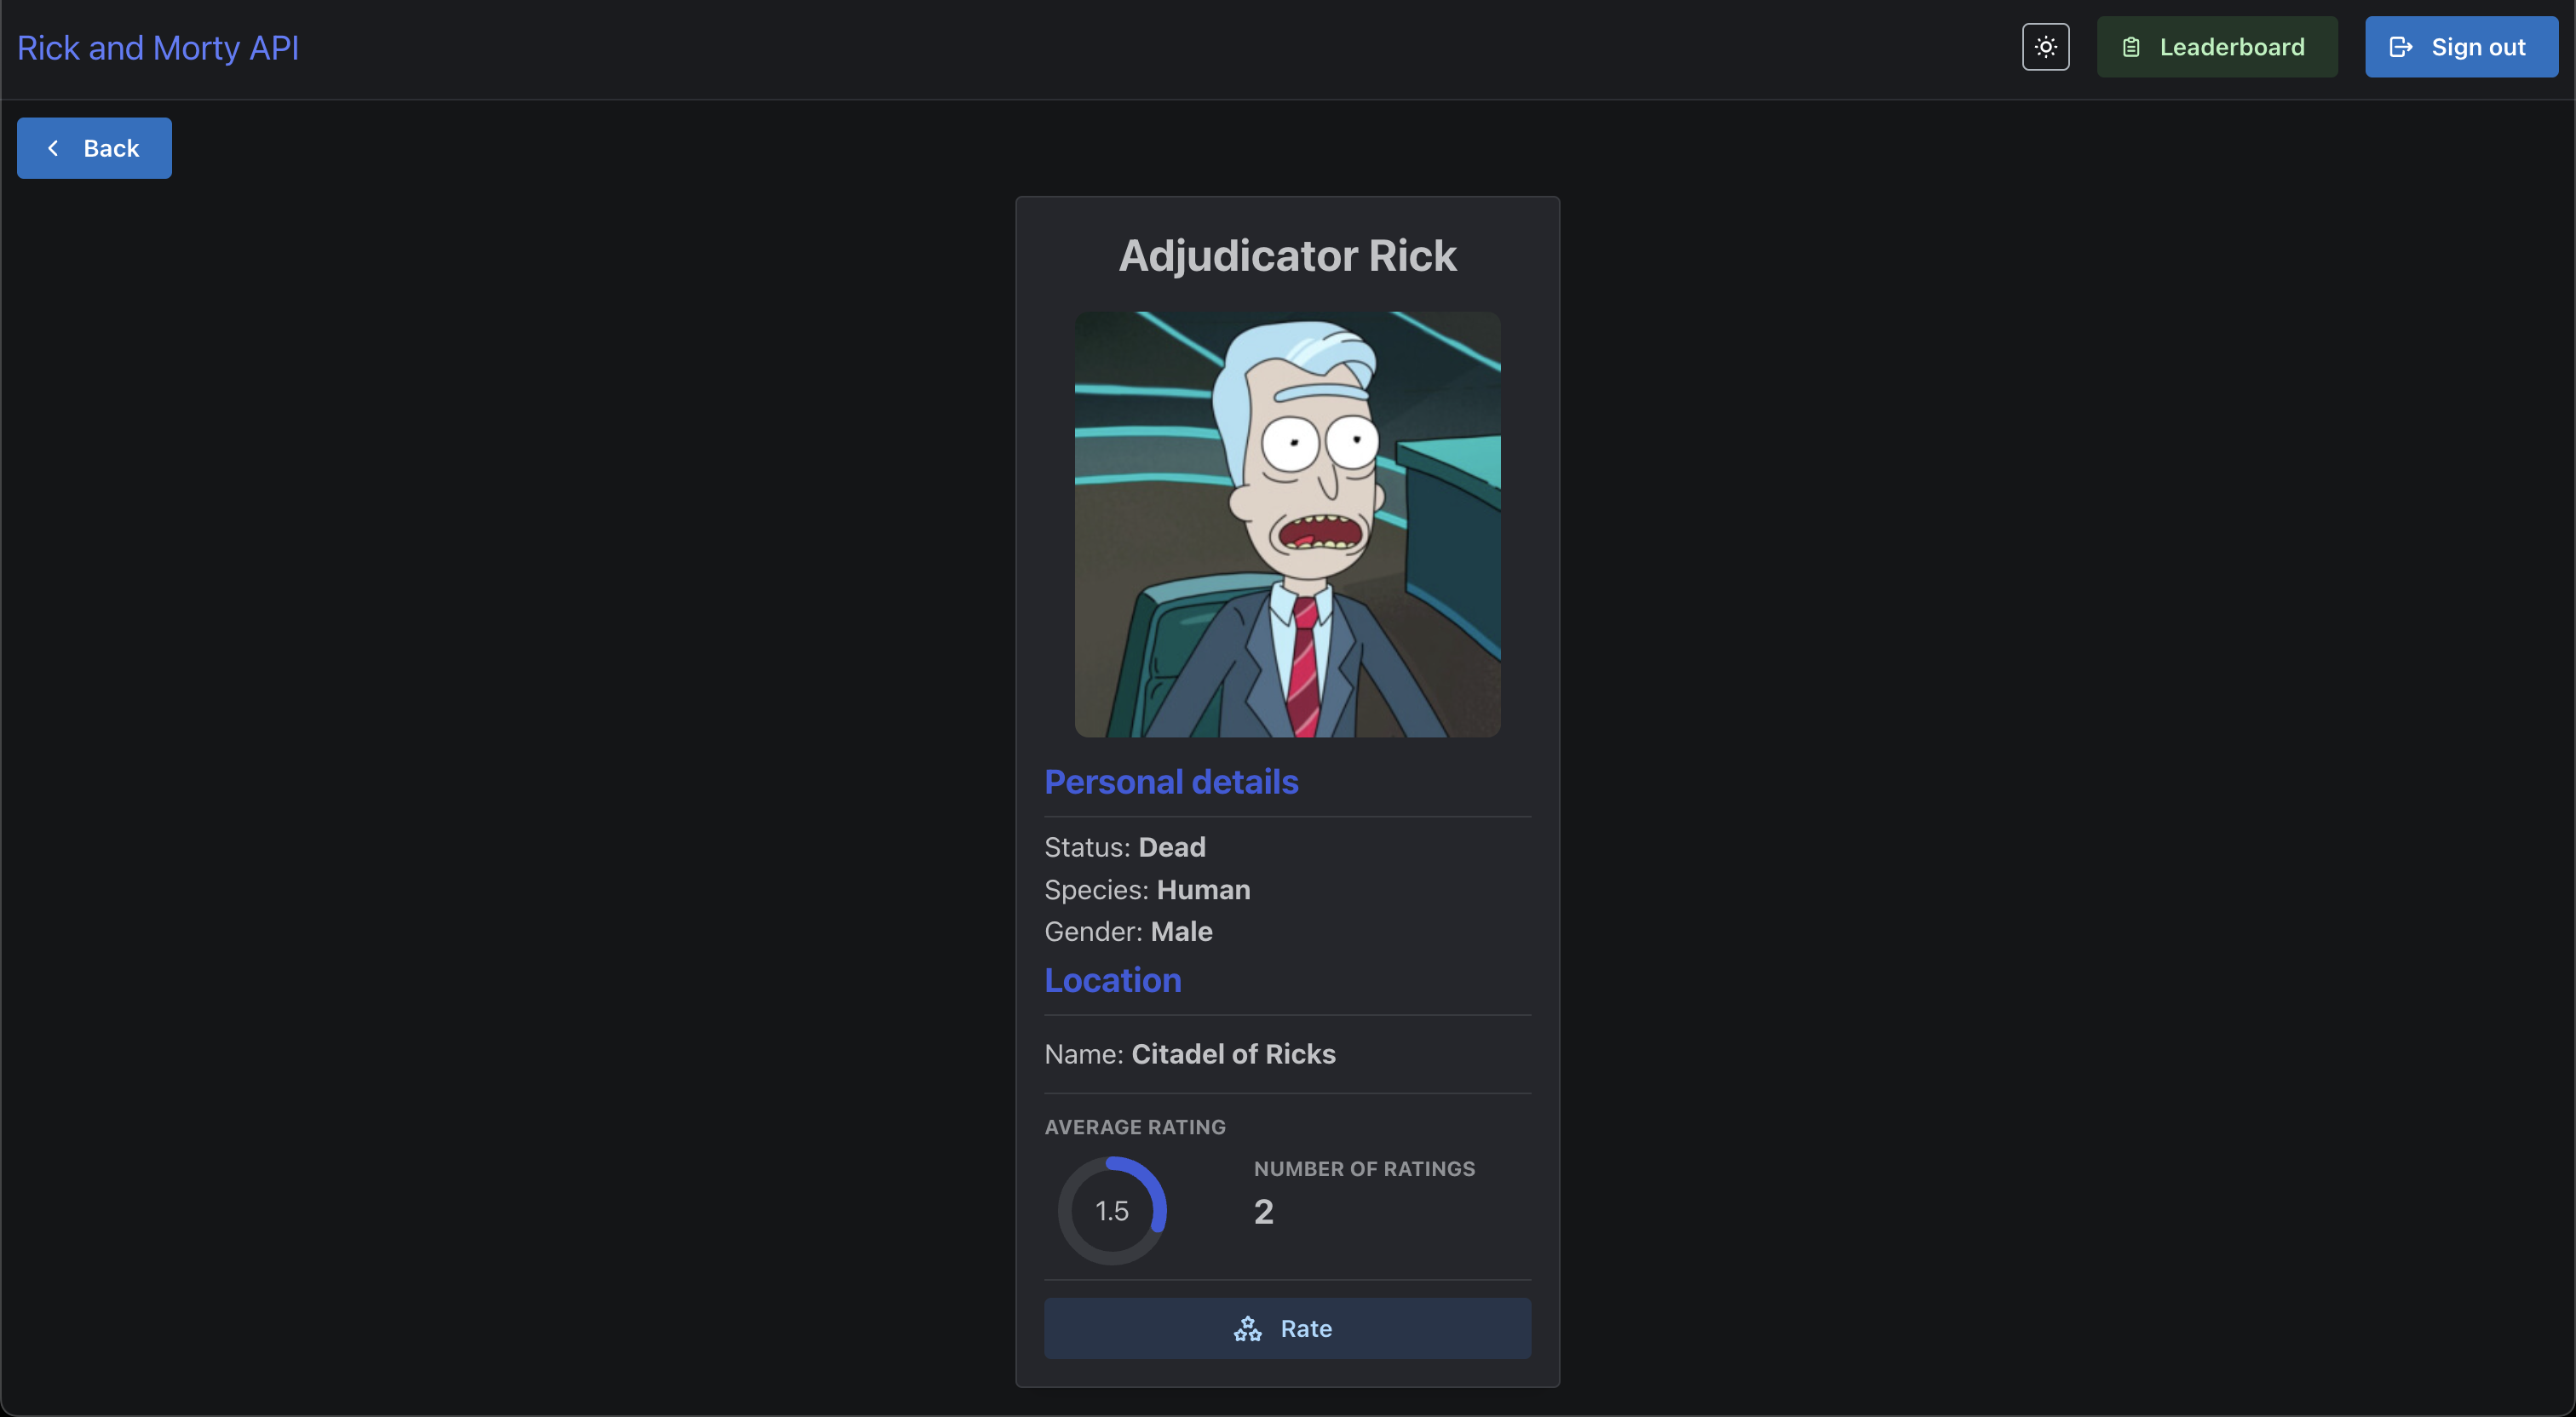 Rick and Morty API
Leaderboard
Sign out
Back
Adjudicator Rick
Personal details
Status: Dead
Species: Human
Gender: Male
Location
Name: Citadel of Ricks
AVERAGE RATING
1.5
NUMBER OF RATINGS
2
Rate